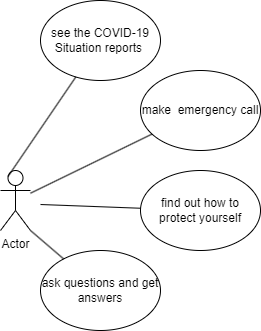 see the COVID-19
Situation reports
make emergency call
find out how to
protect yourself
Actor
ask questions and get
answers